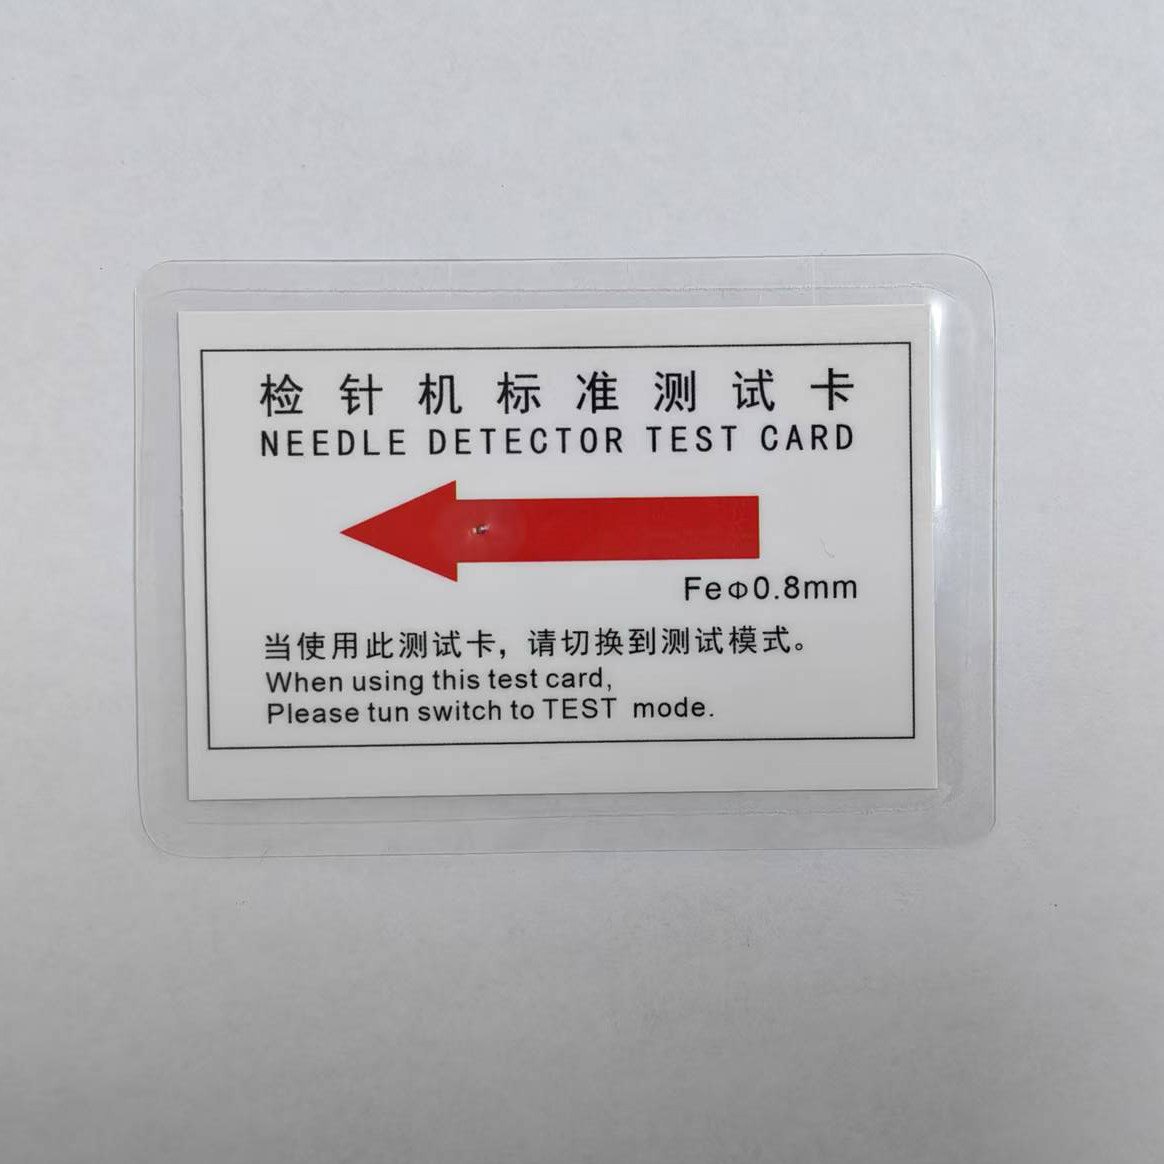 检针机标准测试卡
NEEDLE DETECTOR TEST CARD
FeΦ0.8mm
当使用此测试卡，请切换到测试模式。
When using this test card,
Please tun switch to TEST mode.